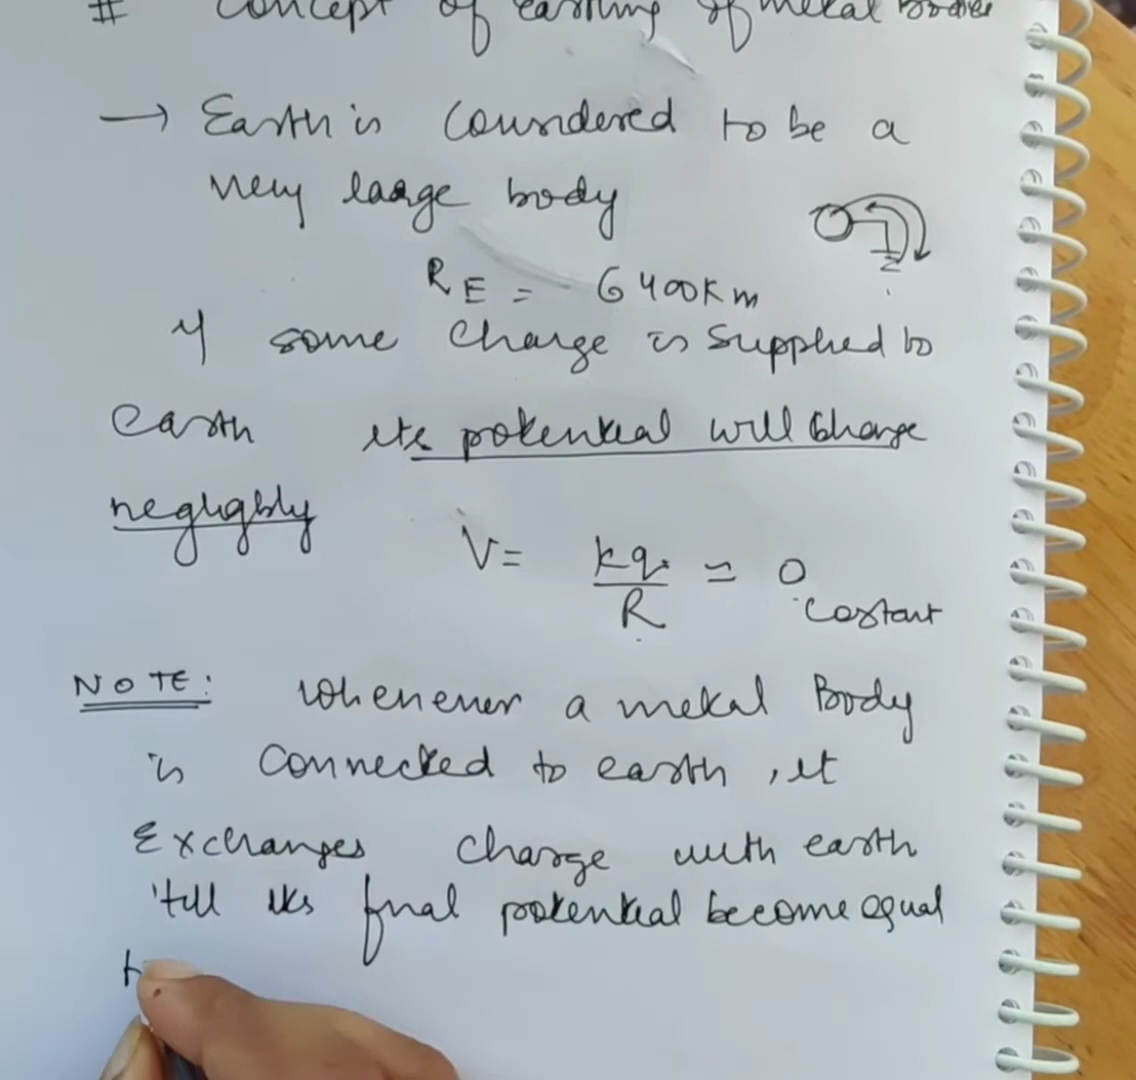 # Concept of earthing of metal Bodies
→ Earth is considered to be a
very large body
R_E = 6400 Km
If some charge is supplied to
earth its potential will change
negligibly
V = kq/R ≃ 0
constant
NOTE: Whenever a metal Body
is connected to earth, it
Exchanges charge with earth
till its final potential become equal